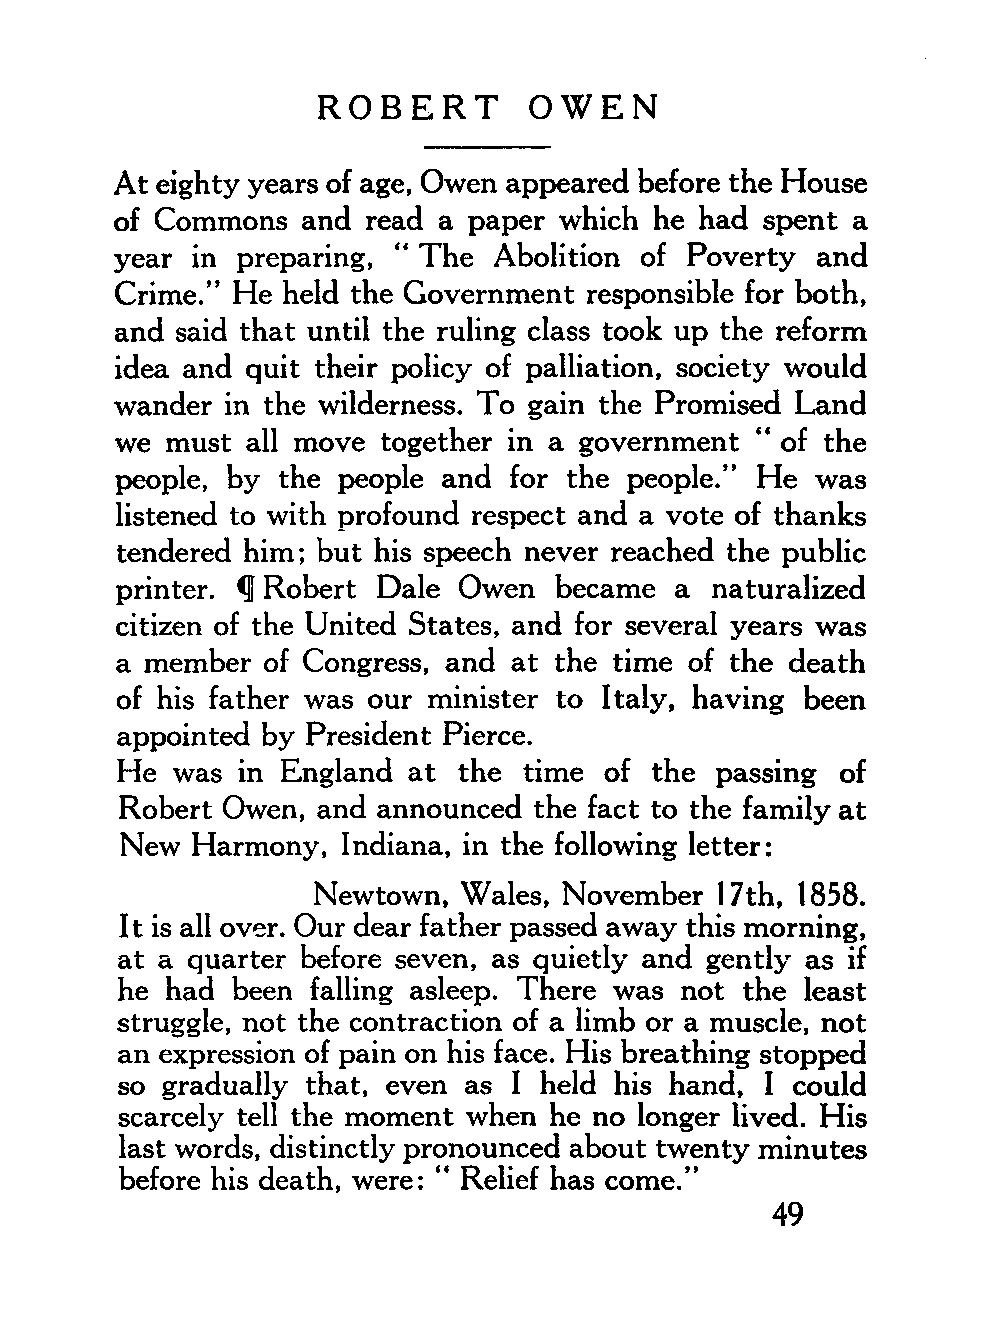 ROBERT OWEN
At eighty years of age, Owen appeared before the House
of Commons and read a paper which he had spent a
year in preparing, “ The Abolition of Poverty and
Crime.” He held the Government responsible for both,
and said that until the ruling class took up the reform
idea and quit their policy of palliation, society would
wander in the wilderness. To gain the Promised Land
we must all move together in a government “ of the
people, by the people and for the people.” He was
listened to with profound respect and a vote of thanks
tendered him; but his speech never reached the public
printer. ¶ Robert Dale Owen became a naturalized
citizen of the United States, and for several years was
a member of Congress, and at the time of the death
of his father was our minister to Italy, having been
appointed by President Pierce.
He was in England at the time of the passing of
Robert Owen, and announced the fact to the family at
New Harmony, Indiana, in the following letter:
Newtown, Wales, November 17th, 1858.
It is all over. Our dear father passed away this morning,
at a quarter before seven, as quietly and gently as if
he had been falling asleep. There was not the least
struggle, not the contraction of a limb or a muscle, not
an expression of pain on his face. His breathing stopped
so gradually that, even as I held his hand, I could
scarcely tell the moment when he no longer lived. His
last words, distinctly pronounced about twenty minutes
before his death, were: “ Relief has come.”
49